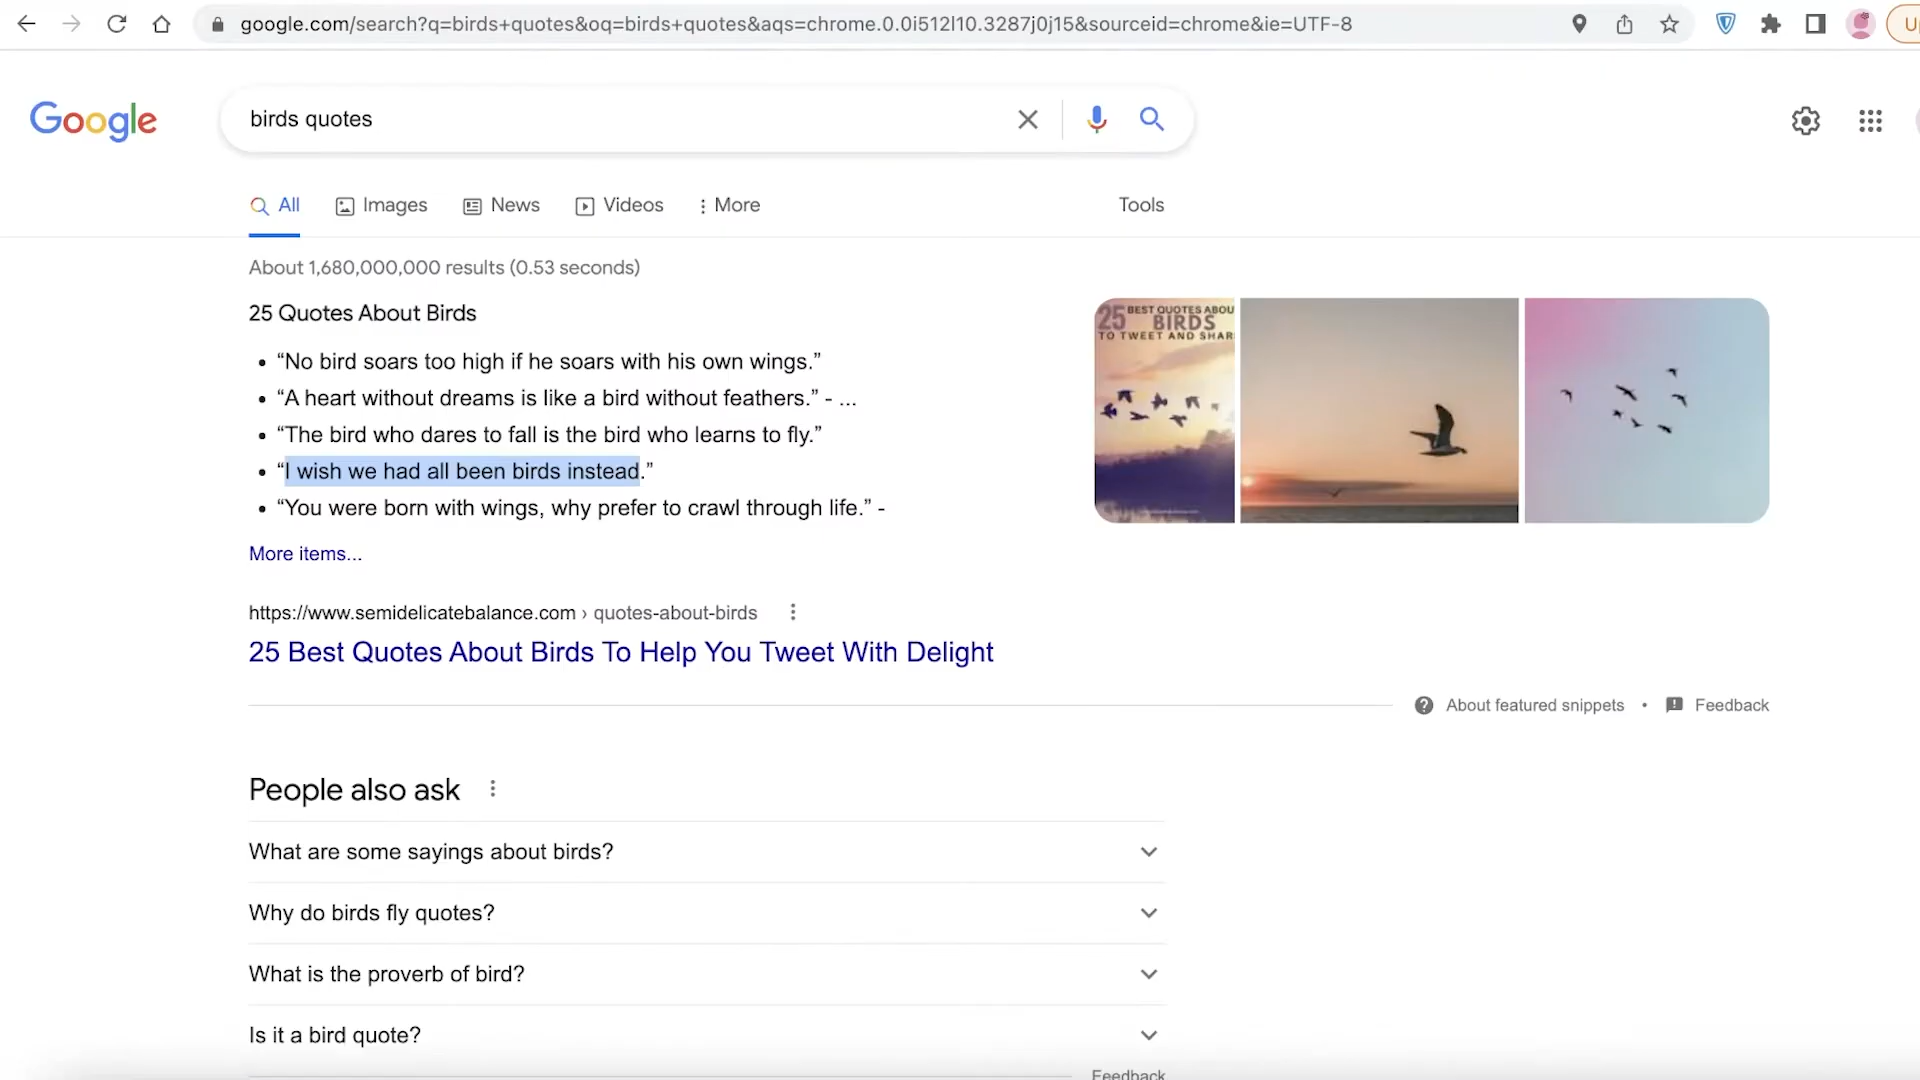 google.com/search?q=birds+quotes&oq=birds+quotes&aqs=chrome.0.0i512l10.3287j0j15&sourceid=chrome&ie=UTF-8
Google
birds quotes
All
Images
News
Videos
More
Tools
About 1,680,000,000 results (0.53 seconds)
25 Quotes About Birds
“No bird soars too high if he soars with his own wings.”
“A heart without dreams is like a bird without feathers.” - ...
“The bird who dares to fall is the bird who learns to fly.”
“I wish we had all been birds instead.”
“You were born with wings, why prefer to crawl through life.” -
More items...
25 BEST QUOTES ABOU
BIRDS
TO TWEET AND SHAR
https://www.semidelicatebalance.com › quotes-about-birds
25 Best Quotes About Birds To Help You Tweet With Delight
About featured snippets • Feedback
People also ask
What are some sayings about birds?
Why do birds fly quotes?
What is the proverb of bird?
Is it a bird quote?
Feedback